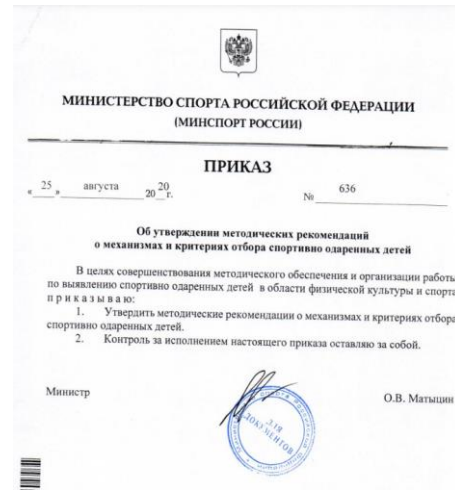 МИНИСТЕРСТВО СПОРТА РОССИЙСКОЙ ФЕДЕРАЦИИ
(МИНСПОРТ РОССИИ)
ПРИКАЗ
« 25 » августа 20 20 г. № 636
Об утверждении методических рекомендаций
о механизмах и критериях отбора спортивно одаренных детей
В целях совершенствования методического обеспечения и организации работы
по выявлению спортивно одаренных детей в области физической культуры и спорта
п р и к а з ы в а ю:
1. Утвердить методические рекомендации о механизмах и критериях отбора
спортивно одаренных детей.
2. Контроль за исполнением настоящего приказа оставляю за собой.
Министр О.В. Матыцин
ДЛЯ
ДОКУМЕНТОВ